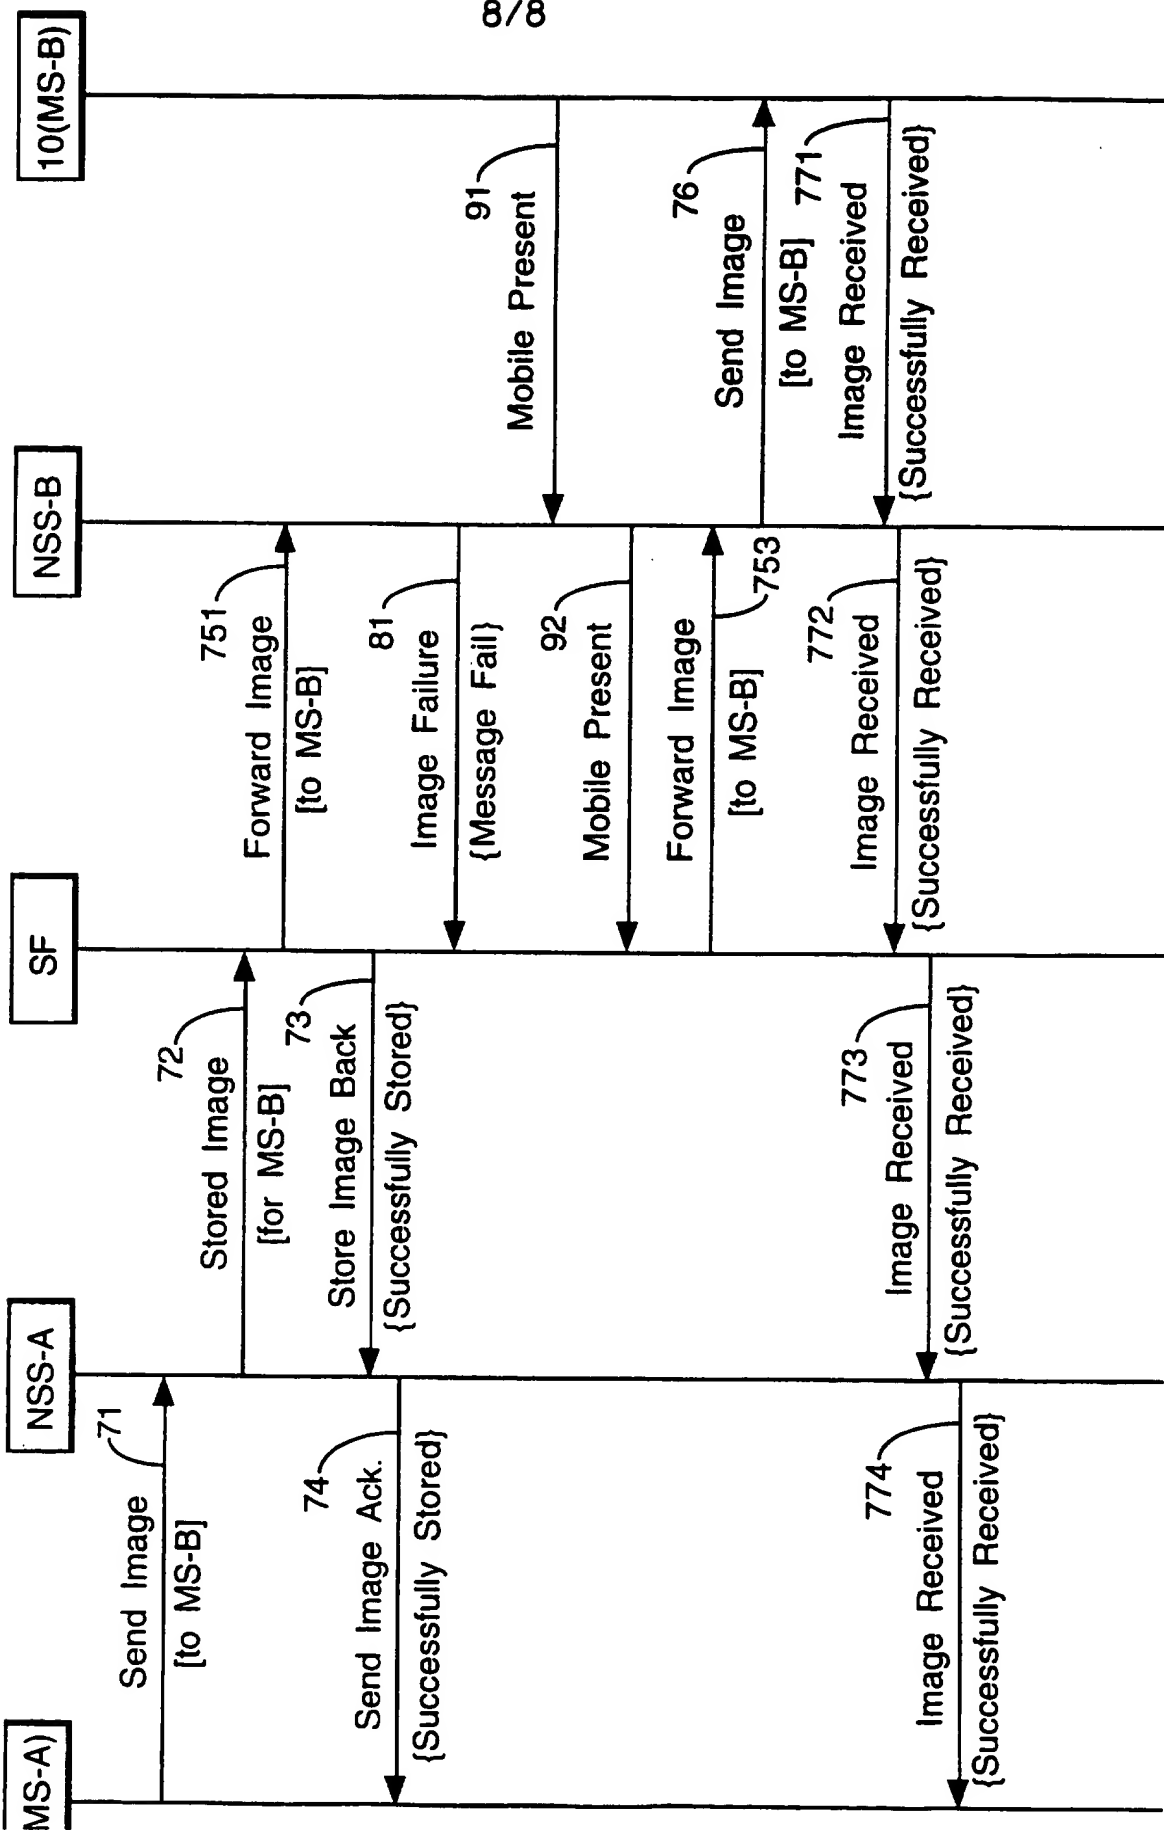 8/8
MS-A)
NSS-A
SF
NSS-B
10(MS-B)
Send Image
[to MS-B]
71
Stored Image
[for MS-B]
72
Forward Image
[to MS-B]
751
Store Image Back
{Successfully Stored}
73
Send Image Ack.
{Successfully Stored}
74
Image Failure
{Message Fail}
81
Mobile Present
91
Mobile Present
92
Forward Image
[to MS-B]
753
Send Image
[to MS-B]
76
Image Received
{Successfully Received}
771
Image Received
{Successfully Received}
772
Image Received
{Successfully Received}
773
Image Received
{Successfully Received}
774